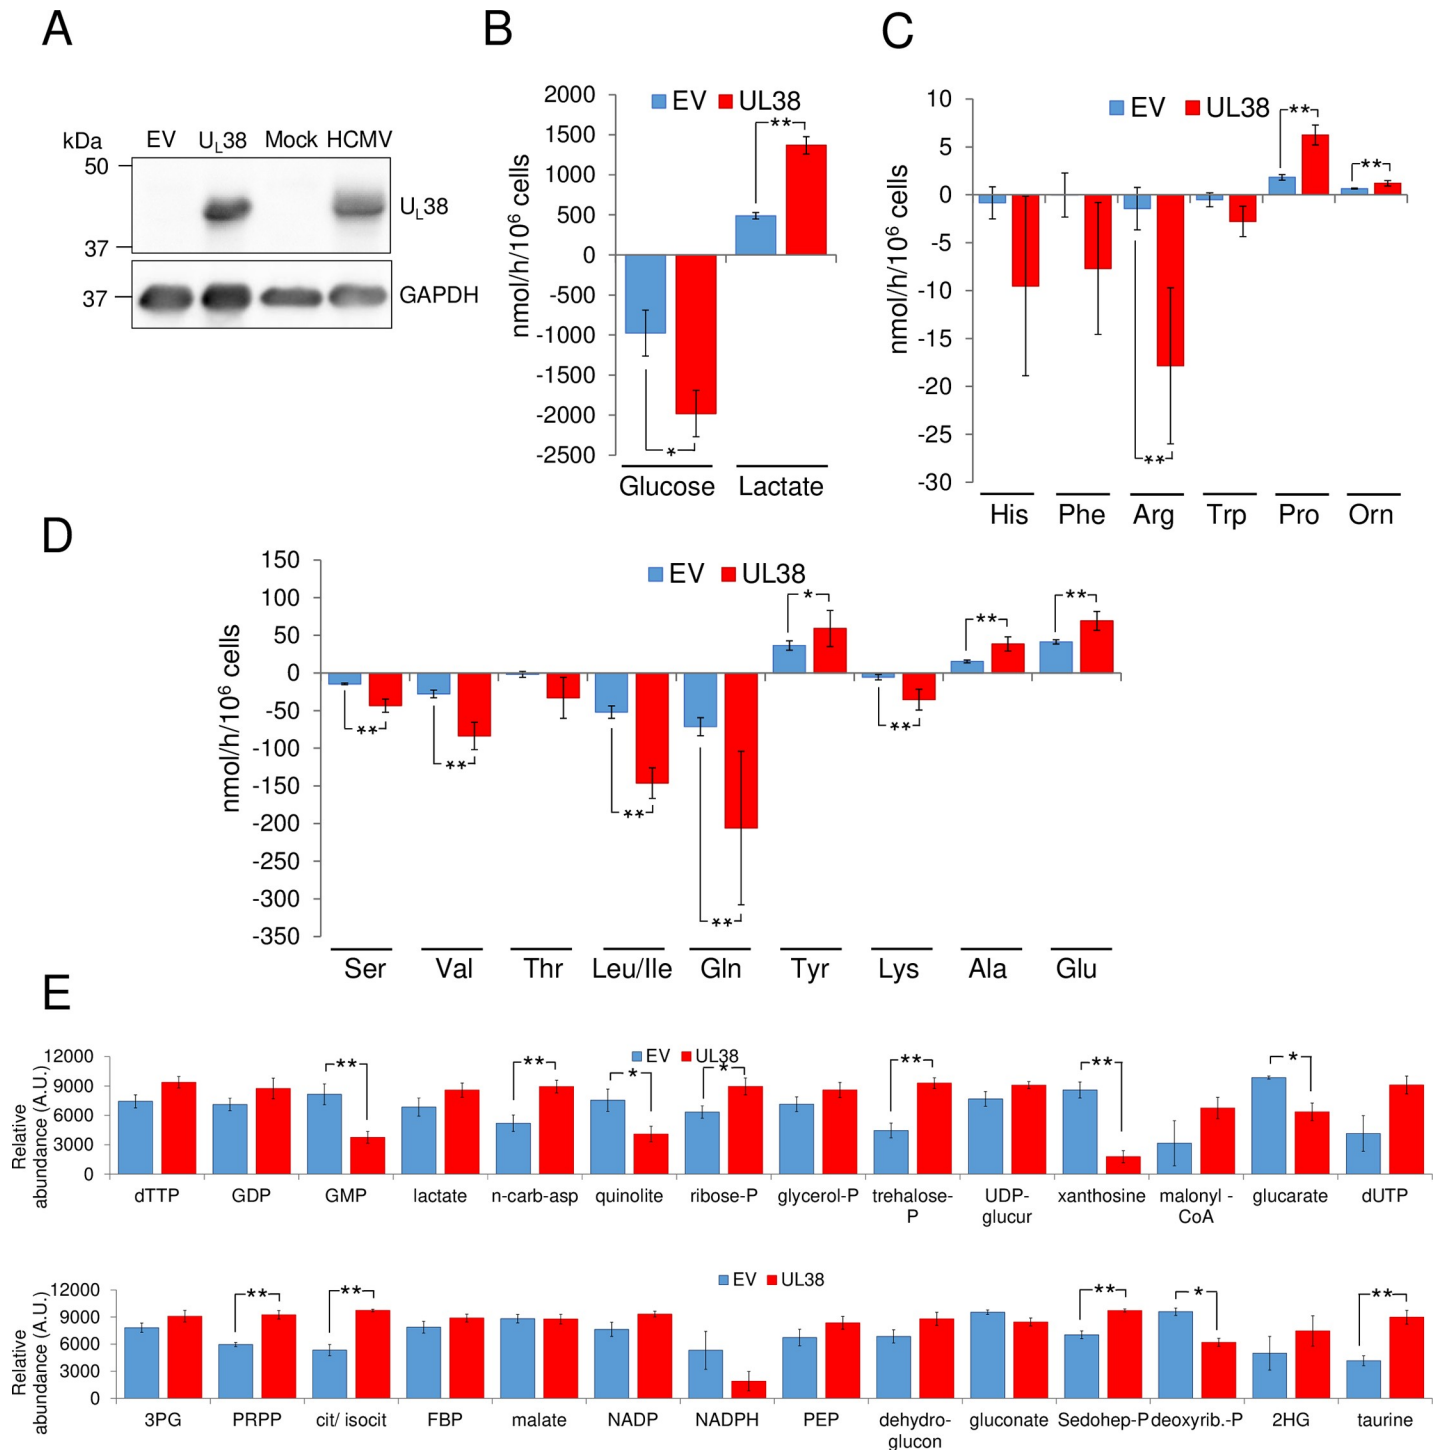 A
kDa EV UL38 Mock HCMV
50
UL38
37
37 GAPDH
B
EV UL38
2000
1500
1000
500
0
-500
-1000
-1500
-2000
-2500
nmol/h/10⁶ cells
**
*
Glucose Lactate
C
EV UL38
10
5
0
-5
-10
-15
-20
-25
-30
nmol/h/10⁶ cells
** ** **
His Phe Arg Trp Pro Orn
D
EV UL38
150
100
50
0
-50
-100
-150
-200
-250
-300
-350
nmol/h/10⁶ cells
** ** ** ** * ** ** **
Ser Val Thr Leu/Ile Gln Tyr Lys Ala Glu
E
EV UL38
12000
9000
6000
3000
0
Relative
abundance (A.U.)
** ** * * ** ** *
dTTP GDP GMP lactate n-carb-asp quinolite ribose-P glycerol-P trehalose- UDP- xanthosine malonyl - glucarate dUTP
P glucur CoA
EV UL38
12000
9000
6000
3000
0
Relative
abundance (A.U.)
** ** ** * **
3PG PRPP cit/ isocit FBP malate NADP NADPH PEP dehydro- gluconate Sedohep-P deoxyrib.-P 2HG taurine
glucon